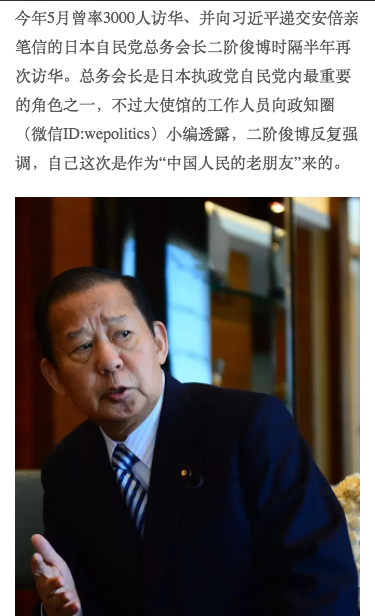 今年5月曾率3000人访华、并向习近平递交安倍亲
笔信的日本自民党总务会长二阶俊博时隔半年再
次访华。总务会长是日本执政党自民党内最重要
的角色之一，不过大使馆的工作人员向政知圈
（微信ID:wepolitics）小编透露，二阶俊博反复强
调，自己这次是作为“中国人民的老朋友”来的。